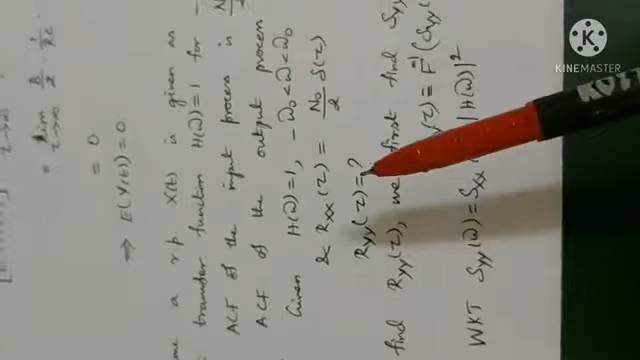 = lim R/2 · 1/RC
τ→∞
= 0
⇒ E(Y(t)) = 0
a r.p. X(t) is given as
transfer function H(ω) = 1 for -
ACF of the input process is N0
ACF of the output process
Given H(ω) = 1, -ω0 < ω < ω0
& RXX(τ) = N0/2 δ(τ)
RYY(τ) = ?
find RYY(τ), we first find SYY
(τ) = F⁻¹(SYY(
WKT SYY(ω) = SXX |H(ω)|²
KINEMASTER